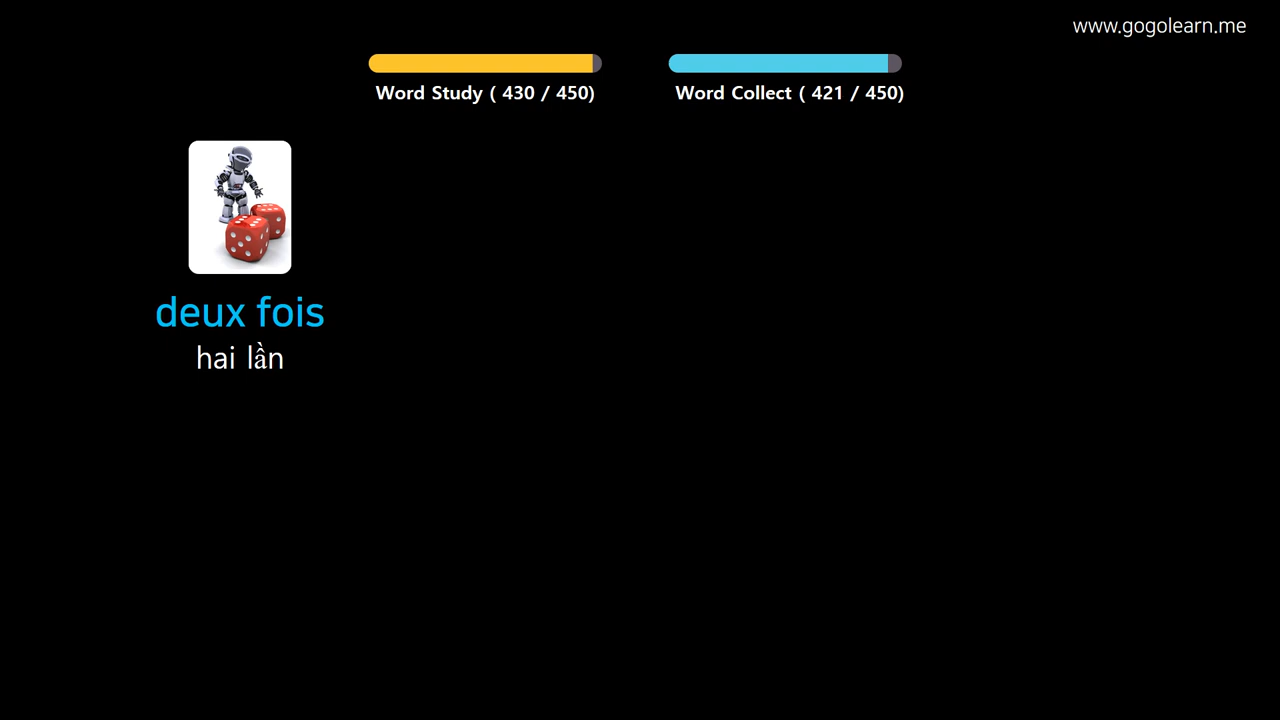 www.gogolearn.me
Word Study ( 430 / 450)
Word Collect ( 421 / 450)
deux fois
hai lần